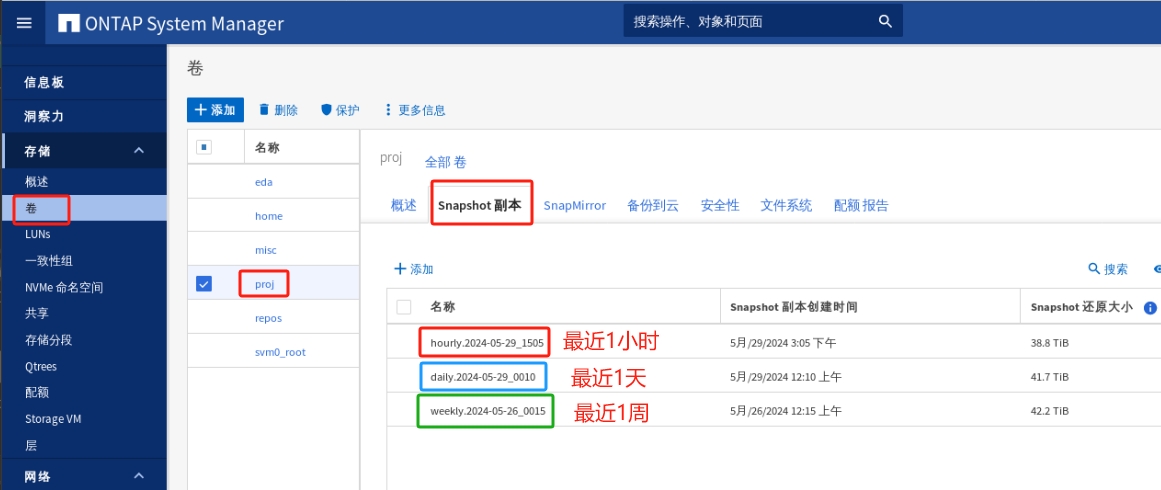 ONTAP System Manager
搜索操作、对象和页面
信息板
洞察力
存储
概述
卷
LUNs
一致性组
NVMe 命名空间
共享
存储分段
Qtrees
配额
Storage VM
层
网络
卷
添加 删除 保护 更多信息
名称
eda
home
misc
proj
repos
svm0_root
proj 全部 卷
概述 Snapshot 副本 SnapMirror 备份到云 安全性 文件系统 配额 报告
添加 搜索
名称 Snapshot 副本创建时间 Snapshot 还原大小
hourly.2024-05-29_1505 最近1小时 5月/29/2024 3:05 下午 38.8 TiB
daily.2024-05-29_0010 最近1天 5月/29/2024 12:10 上午 41.7 TiB
weekly.2024-05-26_0015 最近1周 5月/26/2024 12:15 上午 42.2 TiB